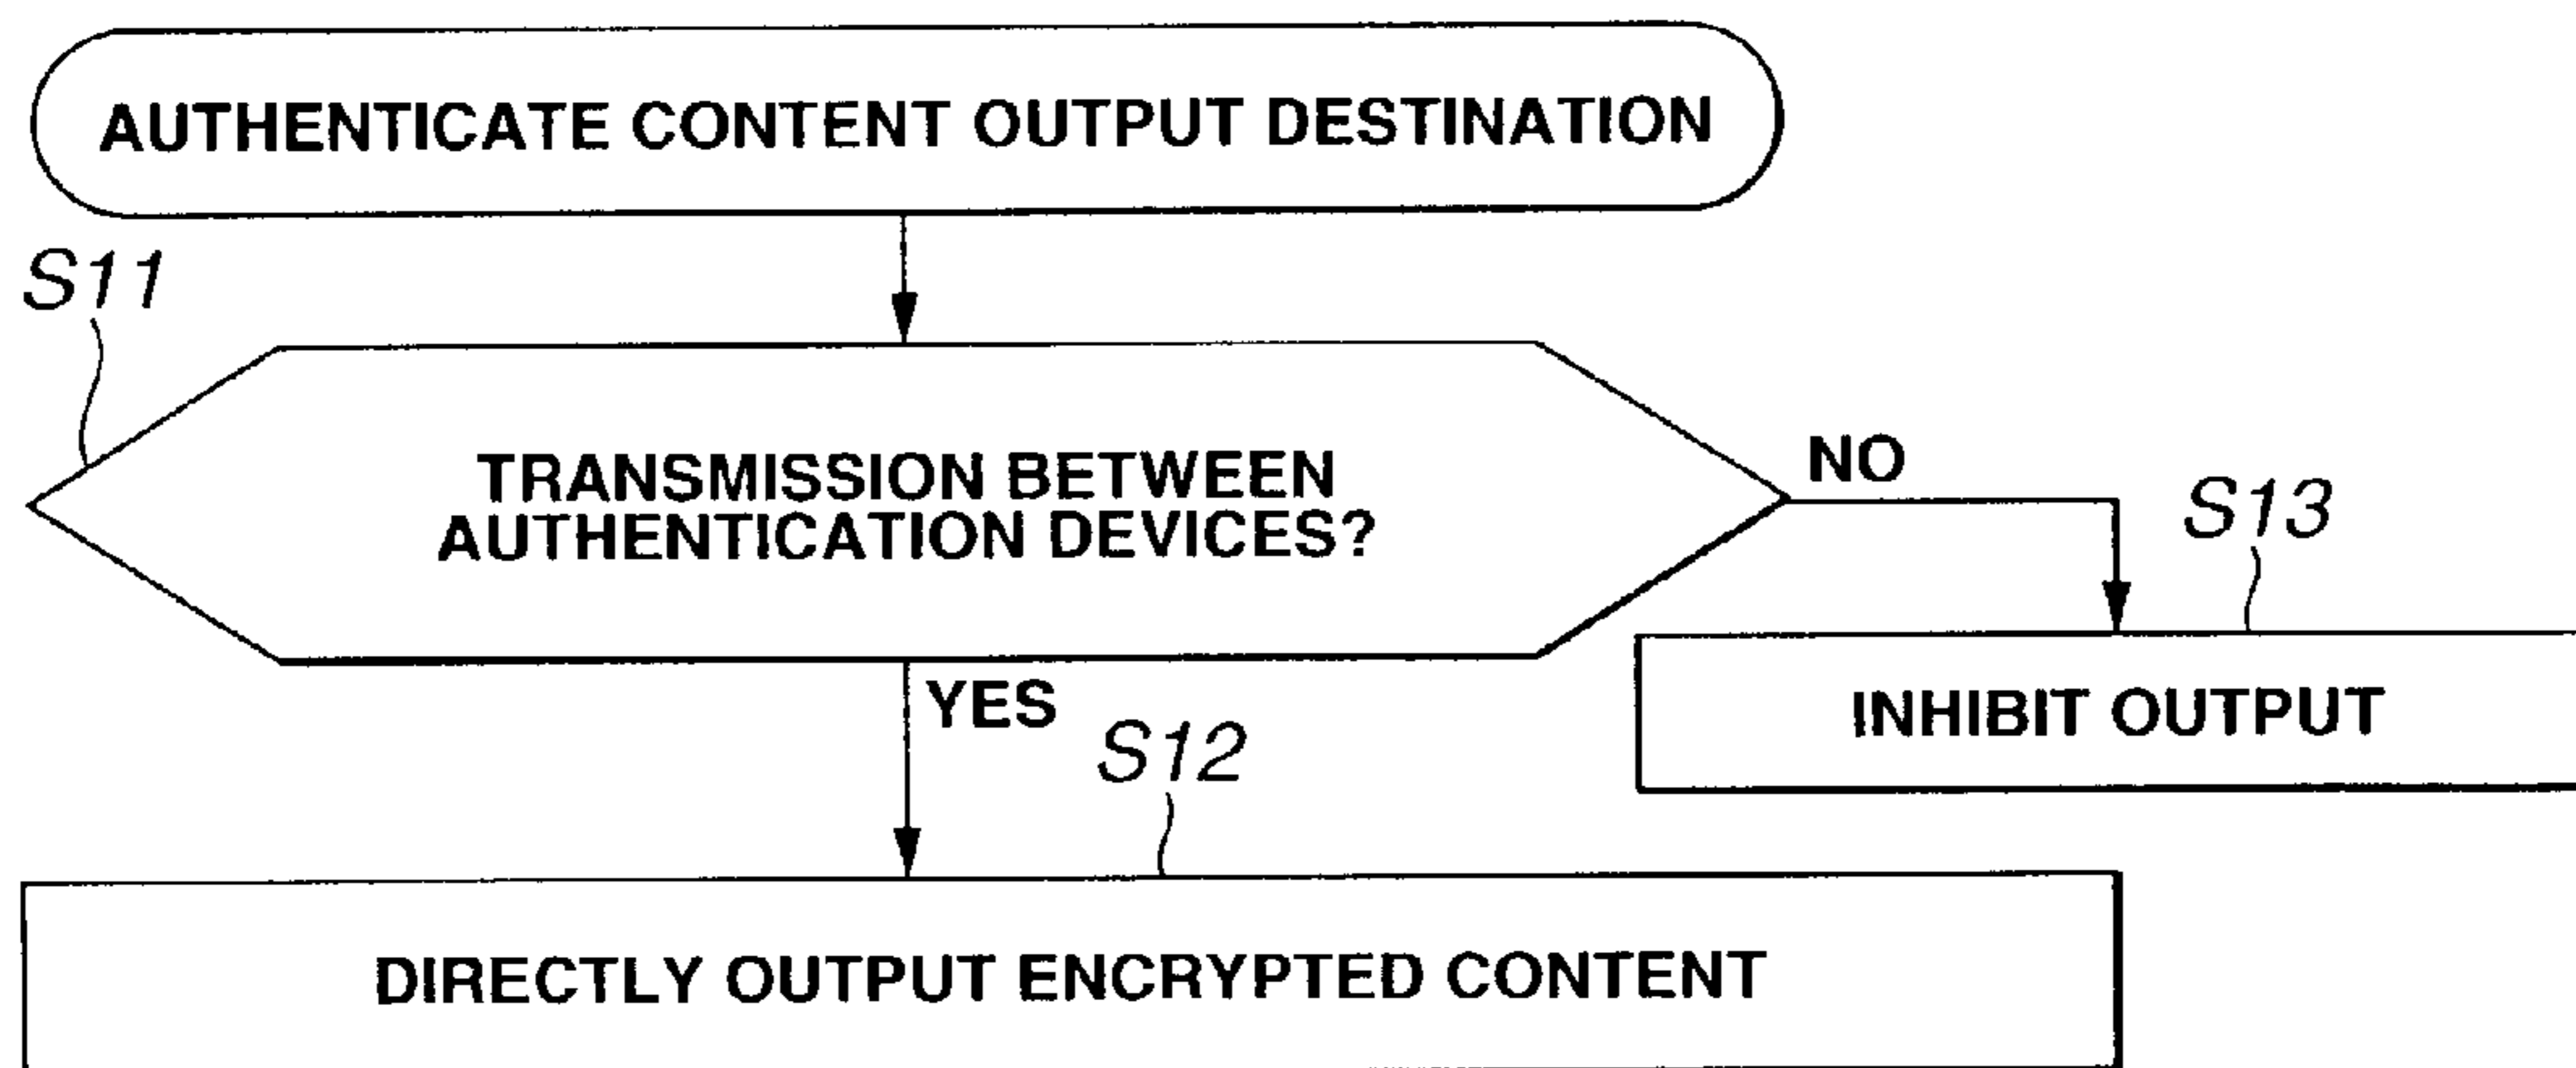 AUTHENTICATE CONTENT OUTPUT DESTINATION
S11
TRANSMISSION BETWEEN
AUTHENTICATION DEVICES?
NO
S13
INHIBIT OUTPUT
YES
S12
DIRECTLY OUTPUT ENCRYPTED CONTENT